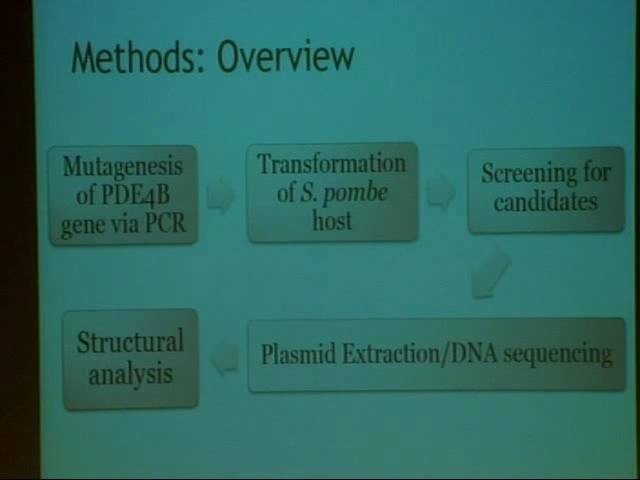 Methods: Overview
Mutagenesis
of PDE4B
gene via PCR
Transformation
of S. pombe
host
Screening for
candidates
Structural
analysis
Plasmid Extraction/DNA sequencing